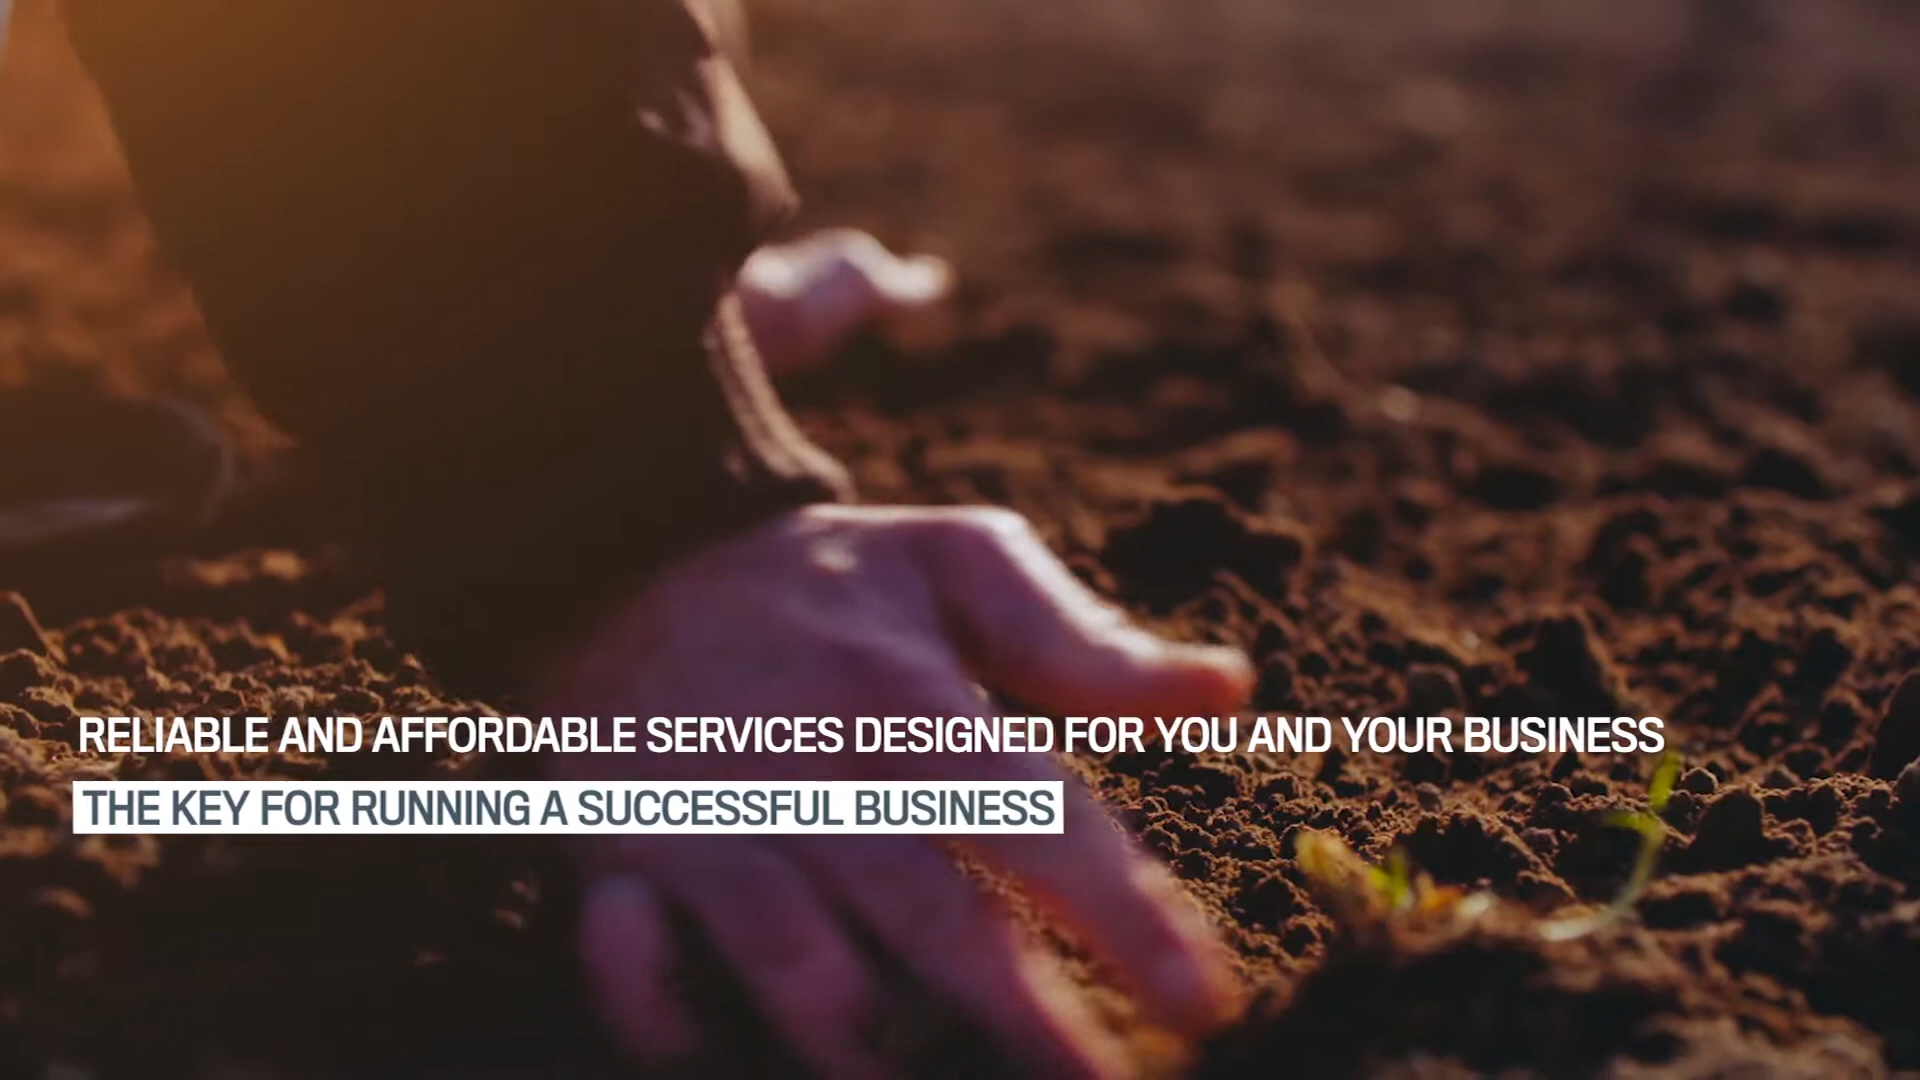 RELIABLE AND AFFORDABLE SERVICES DESIGNED FOR YOU AND YOUR BUSINESS
THE KEY FOR RUNNING A SUCCESSFUL BUSINESS